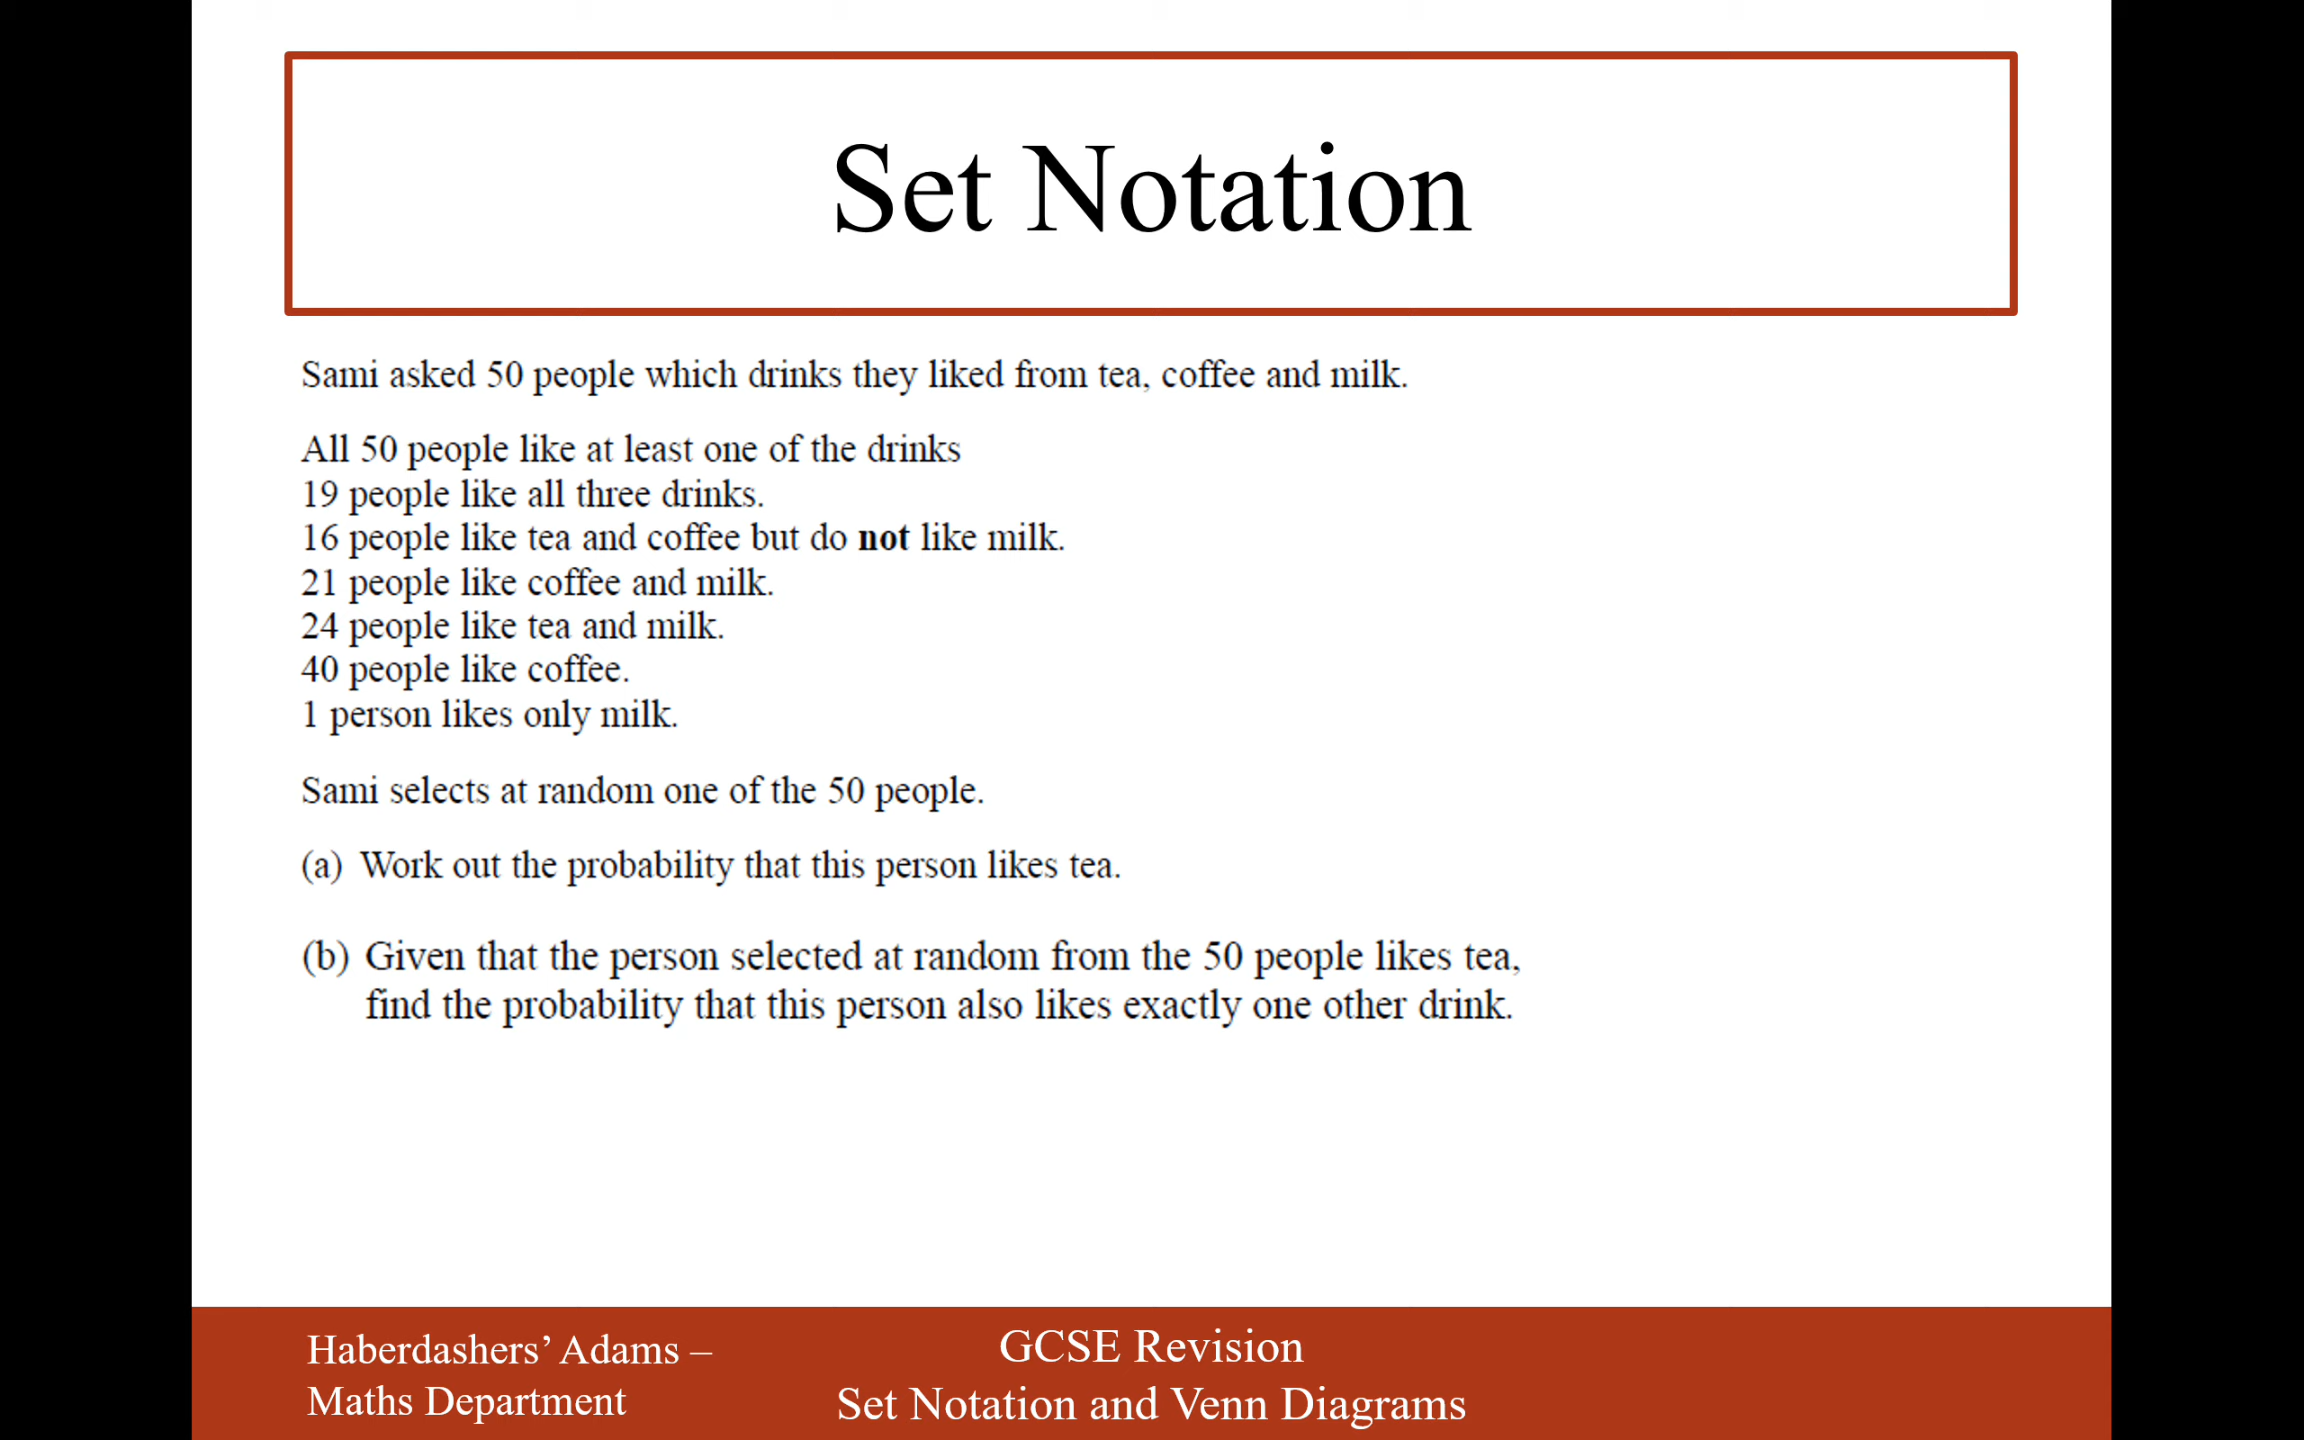 Set Notation
Sami asked 50 people which drinks they liked from tea, coffee and milk.
All 50 people like at least one of the drinks
19 people like all three drinks.
16 people like tea and coffee but do not like milk.
21 people like coffee and milk.
24 people like tea and milk.
40 people like coffee.
1 person likes only milk.
Sami selects at random one of the 50 people.
(a) Work out the probability that this person likes tea.
(b) Given that the person selected at random from the 50 people likes tea,
find the probability that this person also likes exactly one other drink.
Haberdashers’ Adams –
Maths Department
GCSE Revision
Set Notation and Venn Diagrams